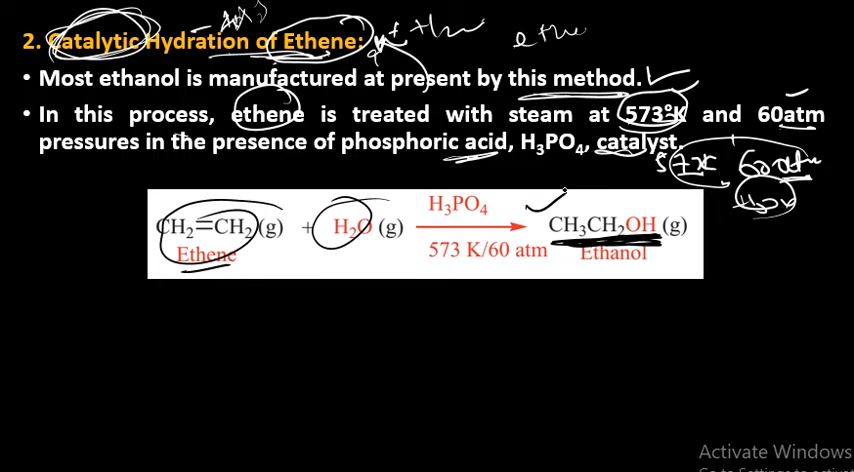 2. Catalytic Hydration of Ethene:
• Most ethanol is manufactured at present by this method.
• In this process, ethene is treated with steam at 573°K and 60atm
pressures in the presence of phosphoric acid, H₃PO₄, catalyst.
60 atm
CH₂=CH₂ (g) + H₂O (g) H₃PO₄ CH₃CH₂OH (g)
Ethene 573 K/60 atm Ethanol
Activate Windows